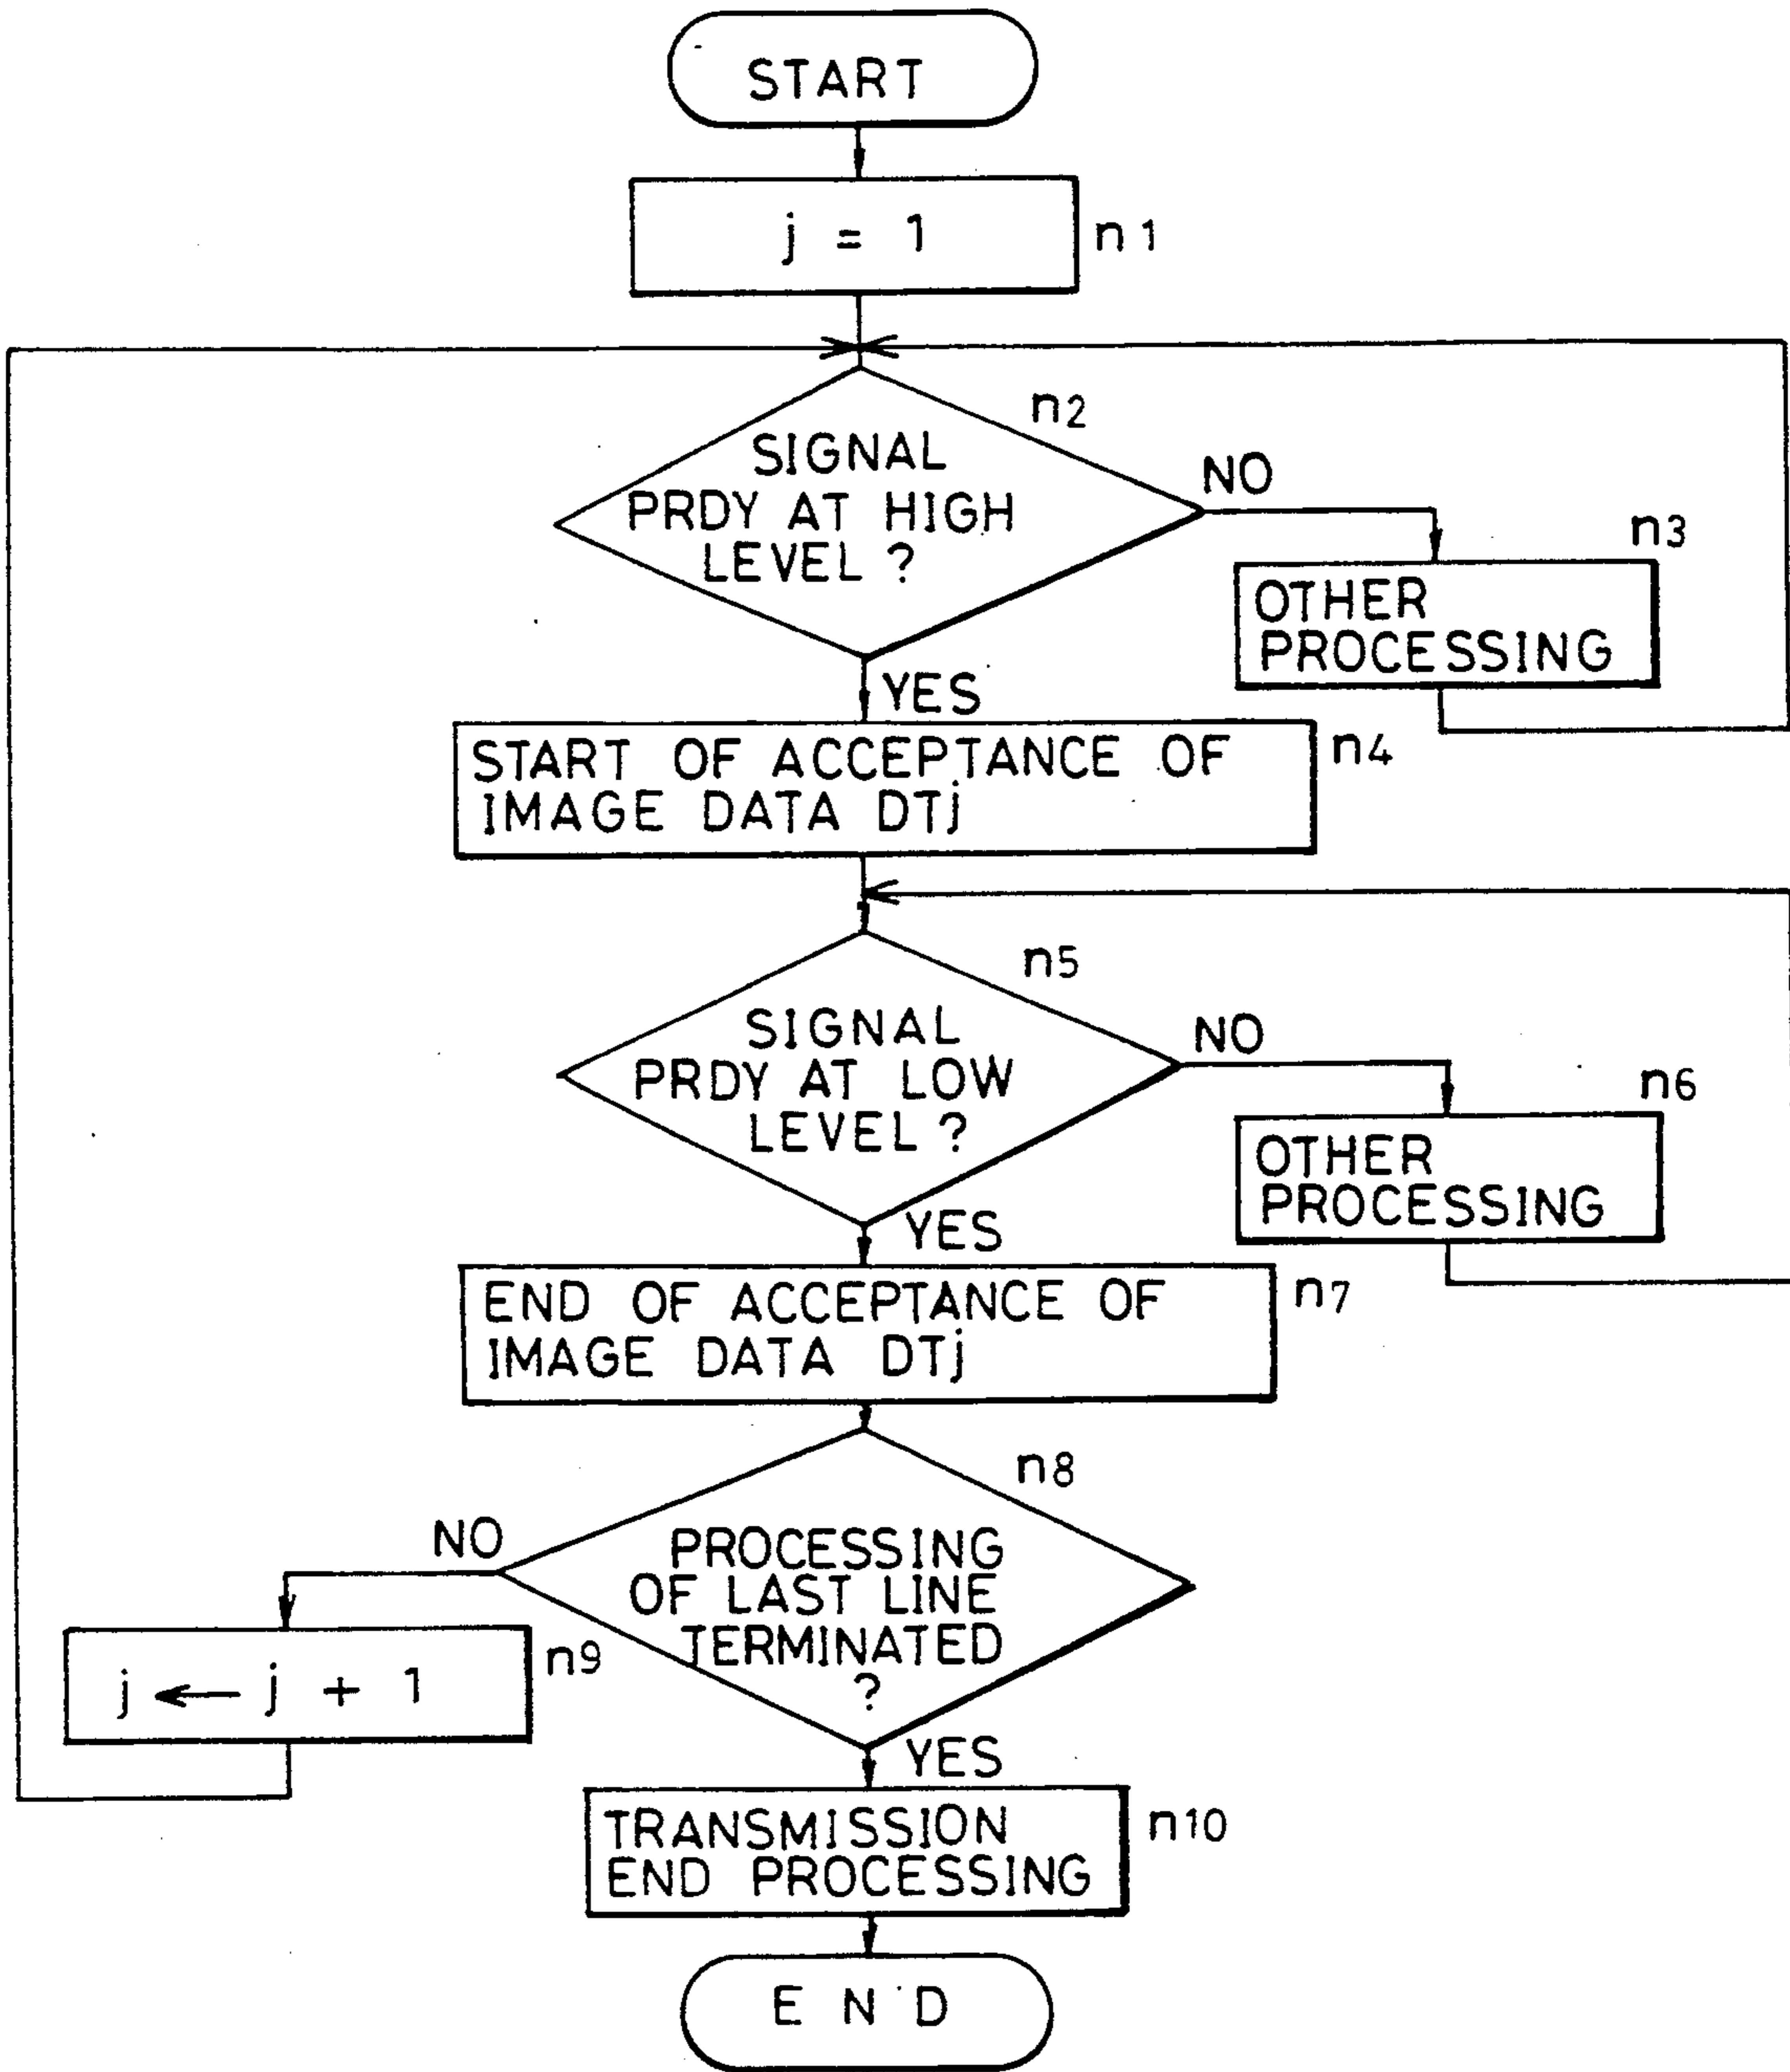 START
j = 1
n1
n2
SIGNAL
PRDY AT HIGH
LEVEL ?
NO
n3
OTHER
PROCESSING
YES
START OF ACCEPTANCE OF
IMAGE DATA DTj
n4
n5
SIGNAL
PRDY AT LOW
LEVEL ?
NO
n6
OTHER
PROCESSING
YES
END OF ACCEPTANCE OF
IMAGE DATA DTj
n7
n8
NO
PROCESSING
OF LAST LINE
TERMINATED
?
n9
j ← j + 1
YES
TRANSMISSION
END PROCESSING
n10
END